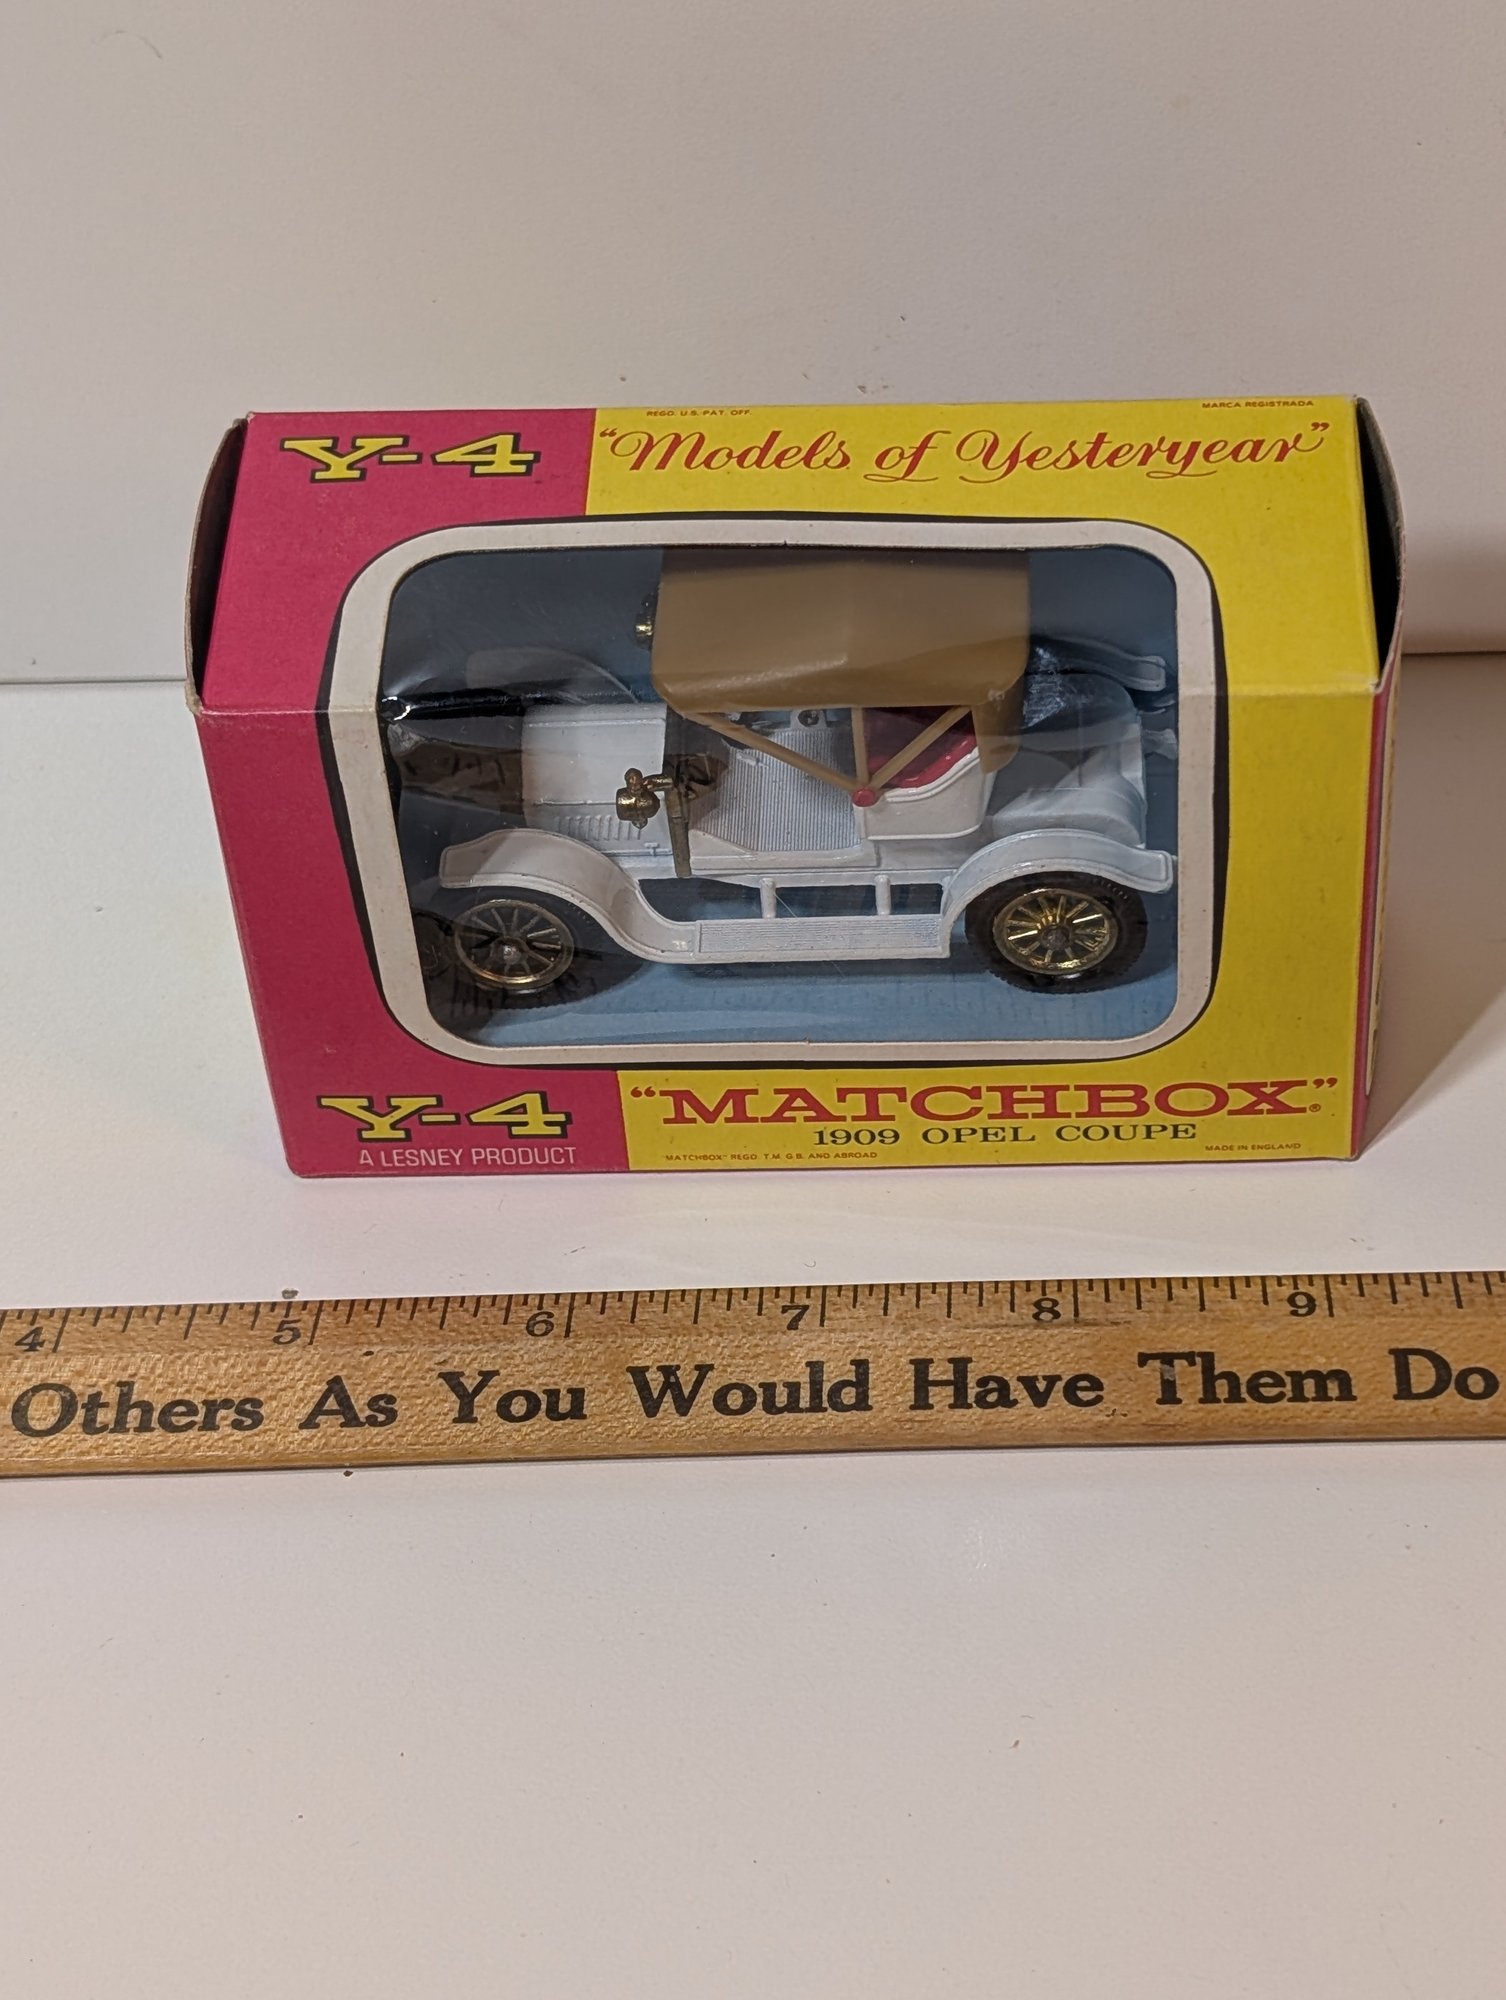 REGD. U.S. PAT. OFF.
MARCA REGISTRADA
Y-4
"Models of Yesteryear"
Y-4
"MATCHBOX"®
1909 OPEL COUPE
A LESNEY PRODUCT
"MATCHBOX" REGD. T.M. G.B. AND ABROAD
MADE IN ENGLAND
4 5 6 7 8 9
Others As You Would Have Them Do